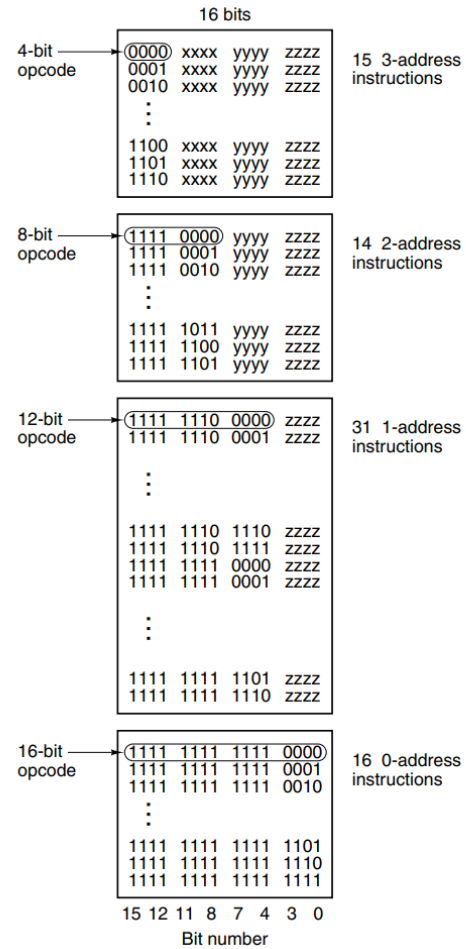 16 bits
4-bit opcode
0000 xxxx yyyy zzzz
0001 xxxx yyyy zzzz
0010 xxxx yyyy zzzz
⋮
1100 xxxx yyyy zzzz
1101 xxxx yyyy zzzz
1110 xxxx yyyy zzzz
15 3-address
instructions
8-bit
opcode
1111 0000 yyyy zzzz
1111 0001 yyyy zzzz
1111 0010 yyyy zzzz
⋮
1111 1011 yyyy zzzz
1111 1100 yyyy zzzz
1111 1101 yyyy zzzz
14 2-address
instructions
12-bit
opcode
1111 1110 0000 zzzz
1111 1110 0001 zzzz
⋮
1111 1110 1110 zzzz
1111 1110 1111 zzzz
1111 1111 0000 zzzz
1111 1111 0001 zzzz
⋮
1111 1111 1101 zzzz
1111 1111 1110 zzzz
31 1-address
instructions
16-bit
opcode
1111 1111 1111 0000
1111 1111 1111 0001
1111 1111 1111 0010
⋮
1111 1111 1111 1101
1111 1111 1111 1110
1111 1111 1111 1111
16 0-address
instructions
15 12 11 8 7 4 3 0
Bit number